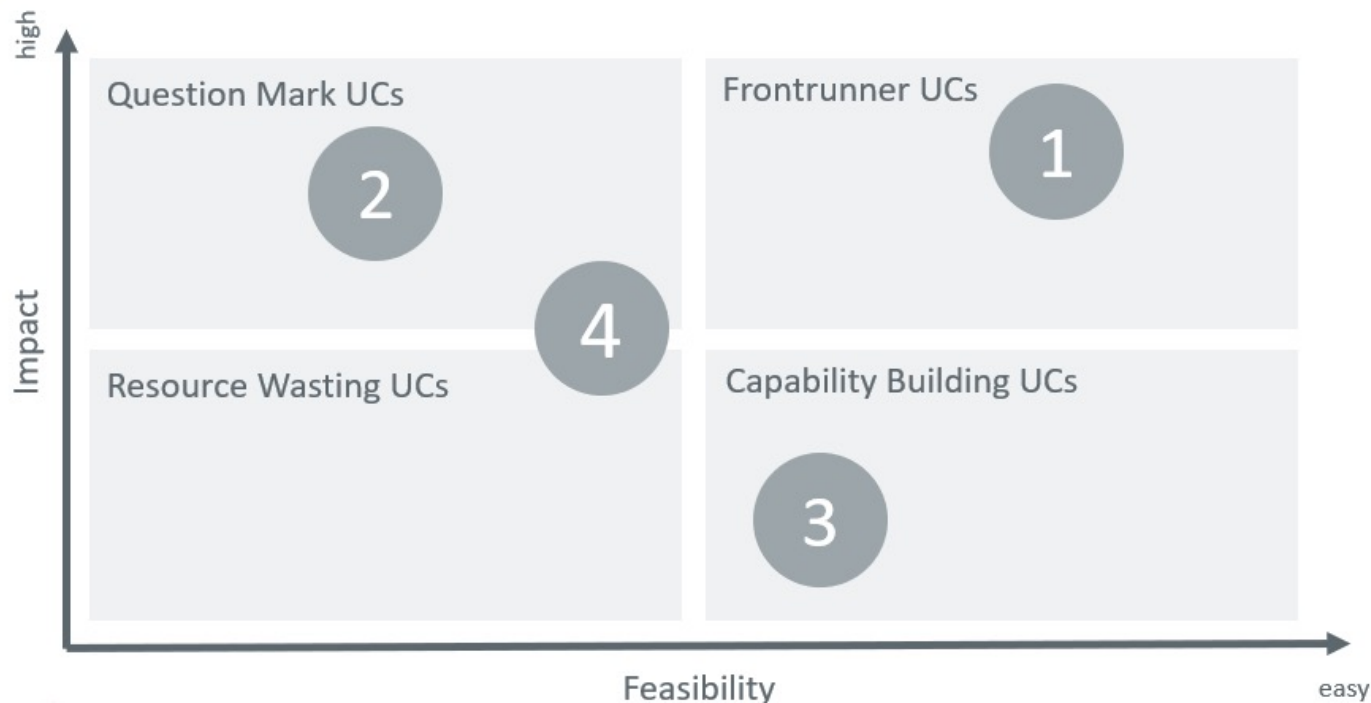 high
Question Mark UCs
Frontrunner UCs
1
2
4
Impact
Resource Wasting UCs
Capability Building UCs
3
Feasibility
easy